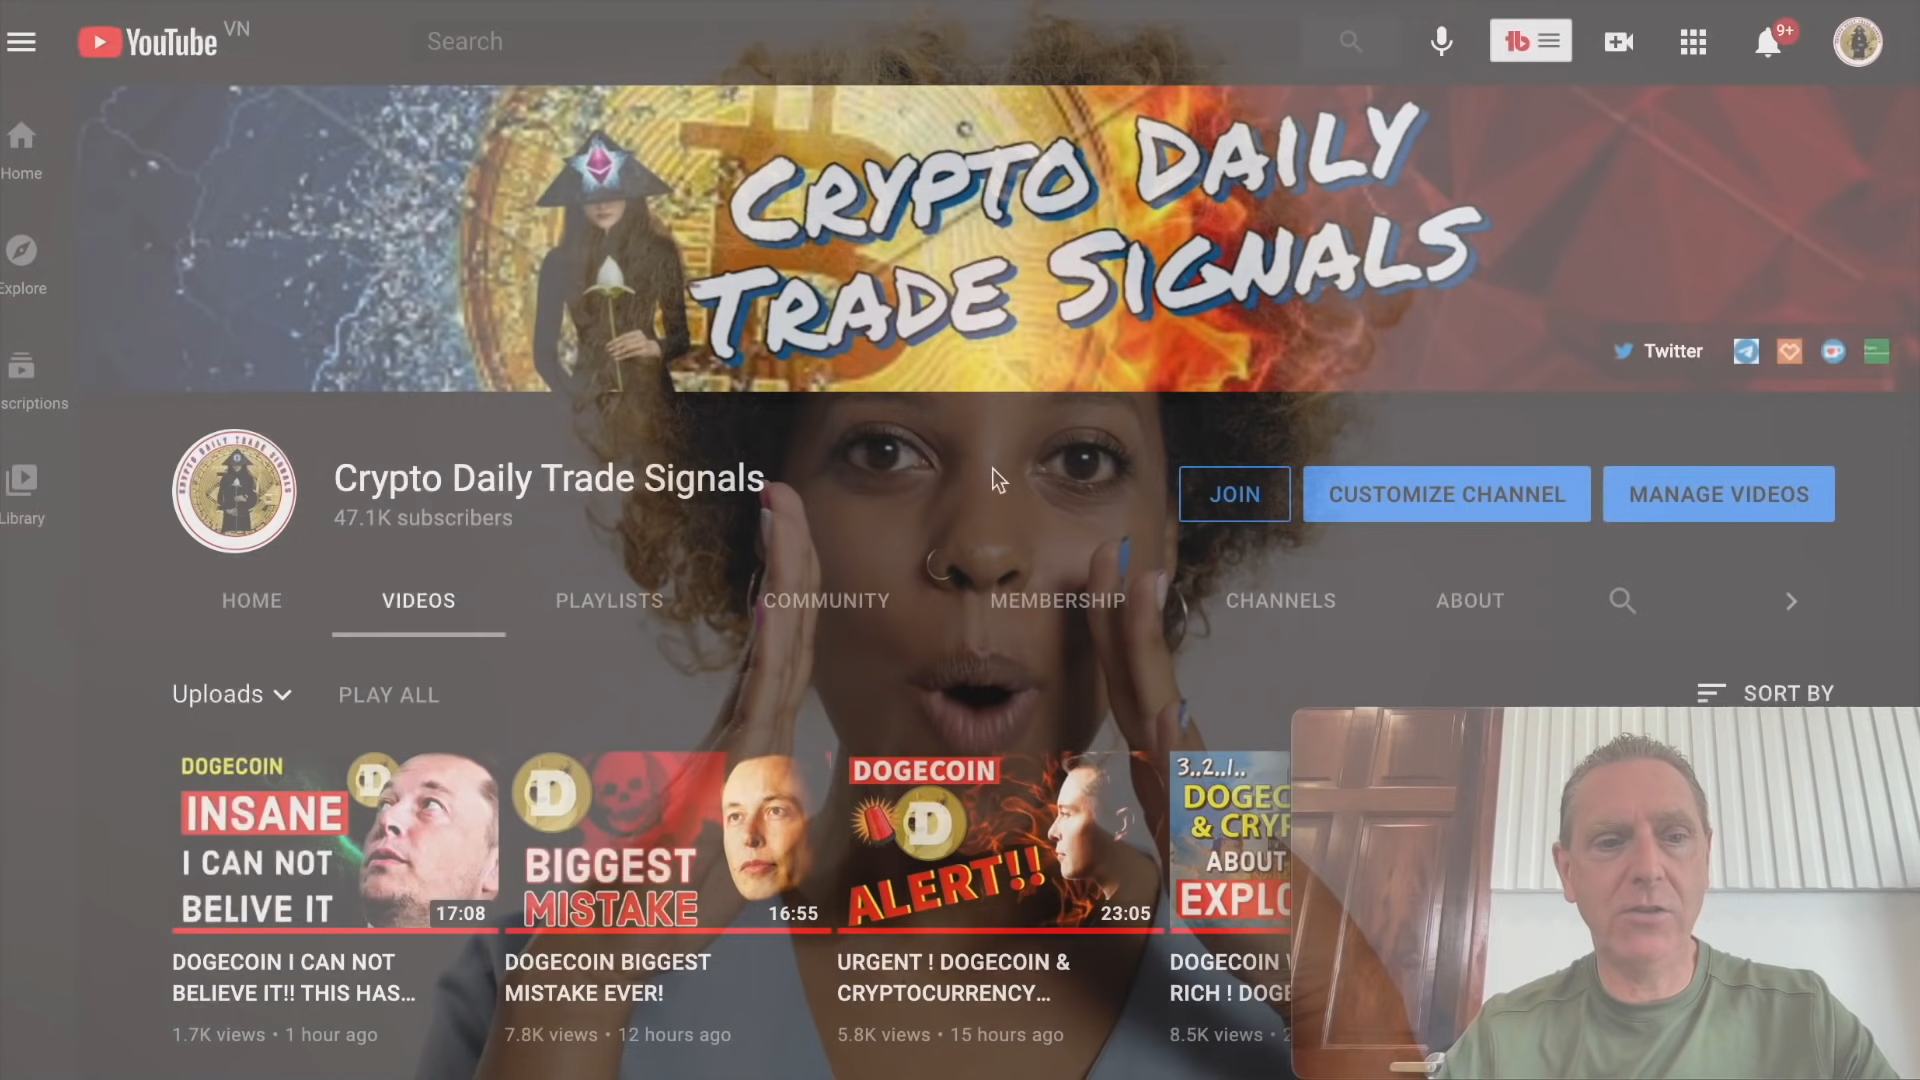 YouTube VN
Search
9+
CRYPTO DAILY
TRADE SIGNALS
Twitter
Home
Explore
scriptions
Library
CRYPTO DAILY TRADE SIGNALS
Crypto Daily Trade Signals
47.1K subscribers
JOIN
CUSTOMIZE CHANNEL
MANAGE VIDEOS
HOME
VIDEOS
PLAYLISTS
COMMUNITY
MEMBERSHIP
CHANNELS
ABOUT
Uploads
PLAY ALL
SORT BY
DOGECOIN
INSANE
I CAN NOT
BELIVE IT
17:08
BIGGEST
MISTAKE
16:55
DOGECOIN
ALERT!!
23:05
3..2..1..
DOGEC
& CRY
ABOUT
EXPLO
DOGECOIN I CAN NOT
BELIEVE IT!! THIS HAS...
1.7K views • 1 hour ago
DOGECOIN BIGGEST
MISTAKE EVER!
7.8K views • 12 hours ago
URGENT ! DOGECOIN &
CRYPTOCURRENCY...
5.8K views • 15 hours ago
DOGECOIN
RICH ! DOGE
8.5K views •